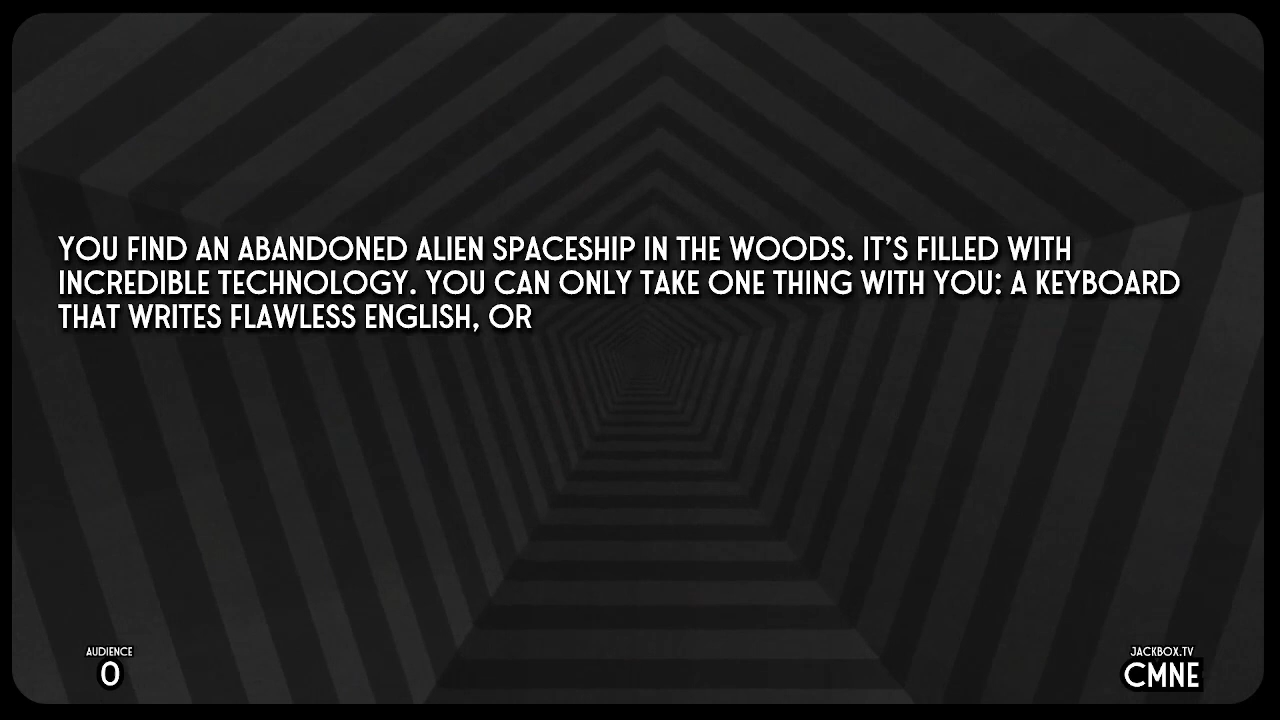 YOU FIND AN ABANDONED ALIEN SPACESHIP IN THE WOODS. IT'S FILLED WITH
INCREDIBLE TECHNOLOGY. YOU CAN ONLY TAKE ONE THING WITH YOU: A KEYBOARD
THAT WRITES FLAWLESS ENGLISH, OR
AUDIENCE
0
JACKBOX.TV
CMNE